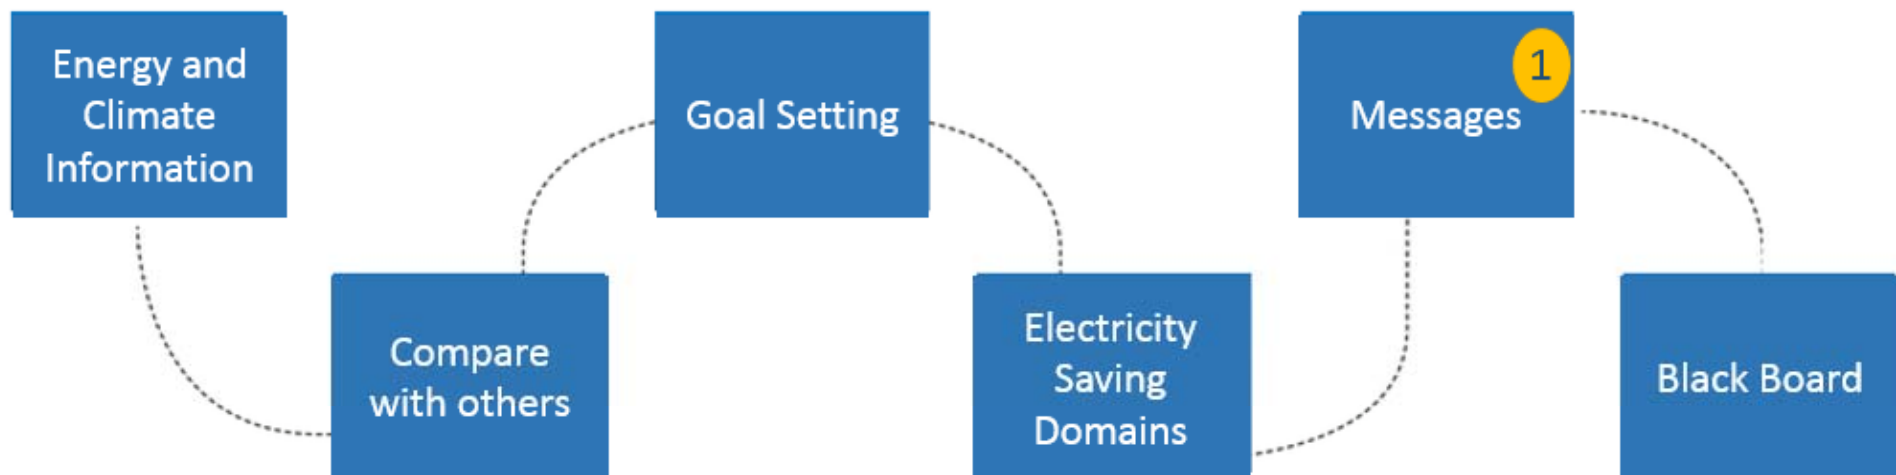 Energy and
Climate
Information
Compare
with others
Goal Setting
Electricity
Saving
Domains
Messages
1
Black Board